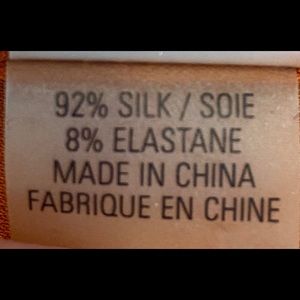 92% SILK / SOIE
8% ELASTANE
MADE IN CHINA
FABRIQUE EN CHINE